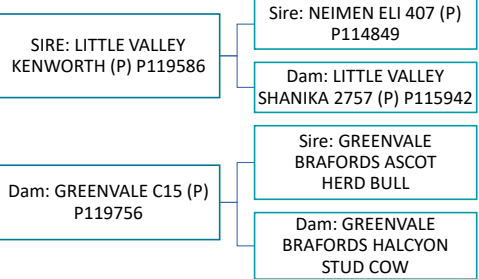 SIRE: LITTLE VALLEY
KENWORTH (P) P119586
Sire: NEIMEN ELI 407 (P)
P114849
Dam: LITTLE VALLEY
SHANIKA 2757 (P) P115942
Dam: GREENVALE C15 (P)
P119756
Sire: GREENVALE
BRAFORDS ASCOT
HERD BULL
Dam: GREENVALE
BRAFORDS HALCYON
STUD COW